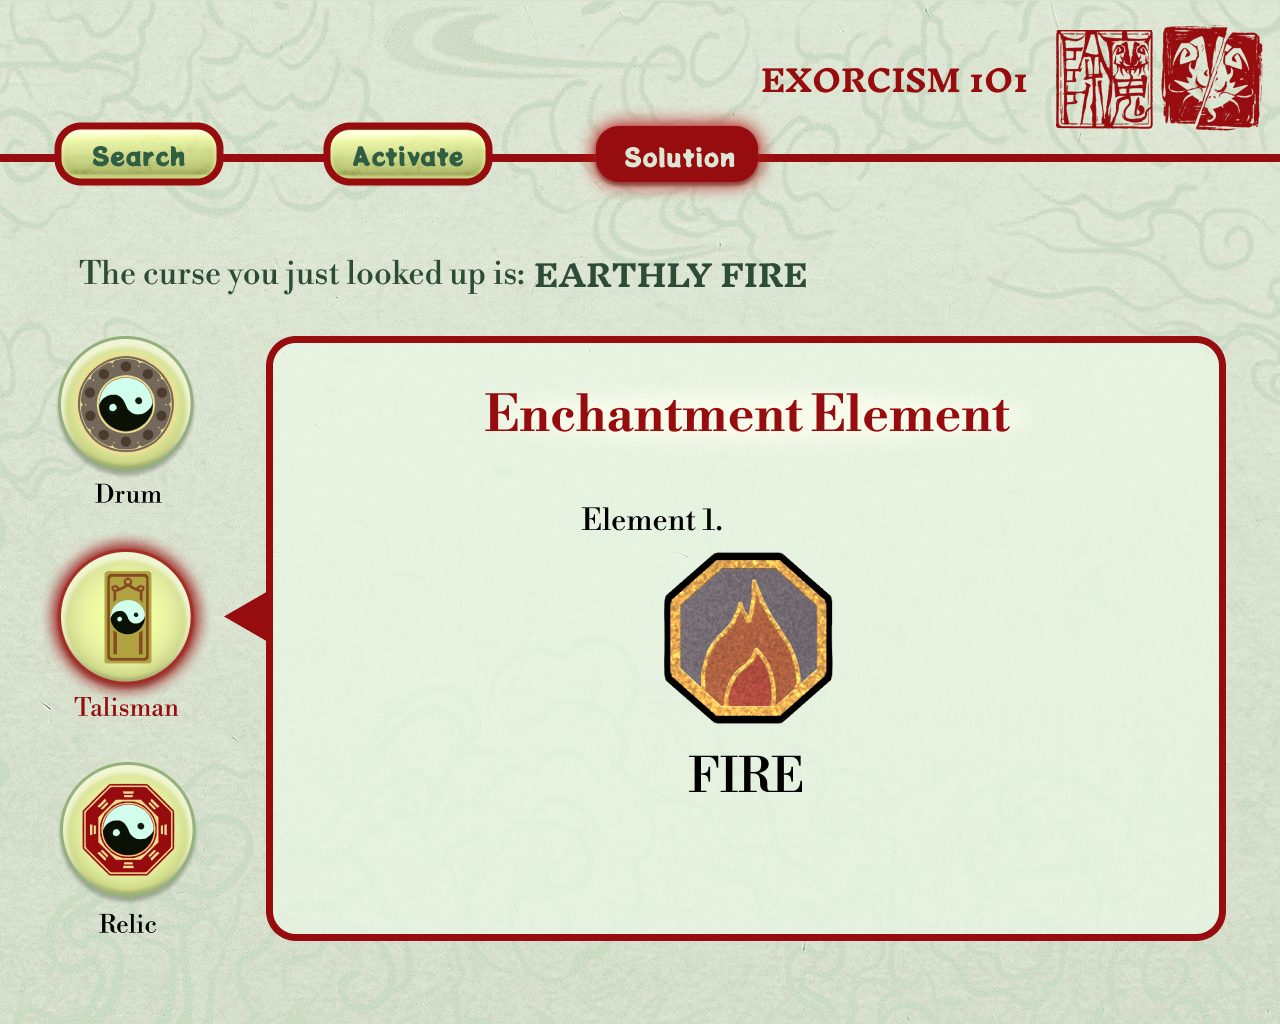 EXORCISM 101
Search
Activate
Solution
The curse you just looked up is: EARTHLY FIRE
Drum
Talisman
Relic
Enchantment Element
Element 1.
FIRE